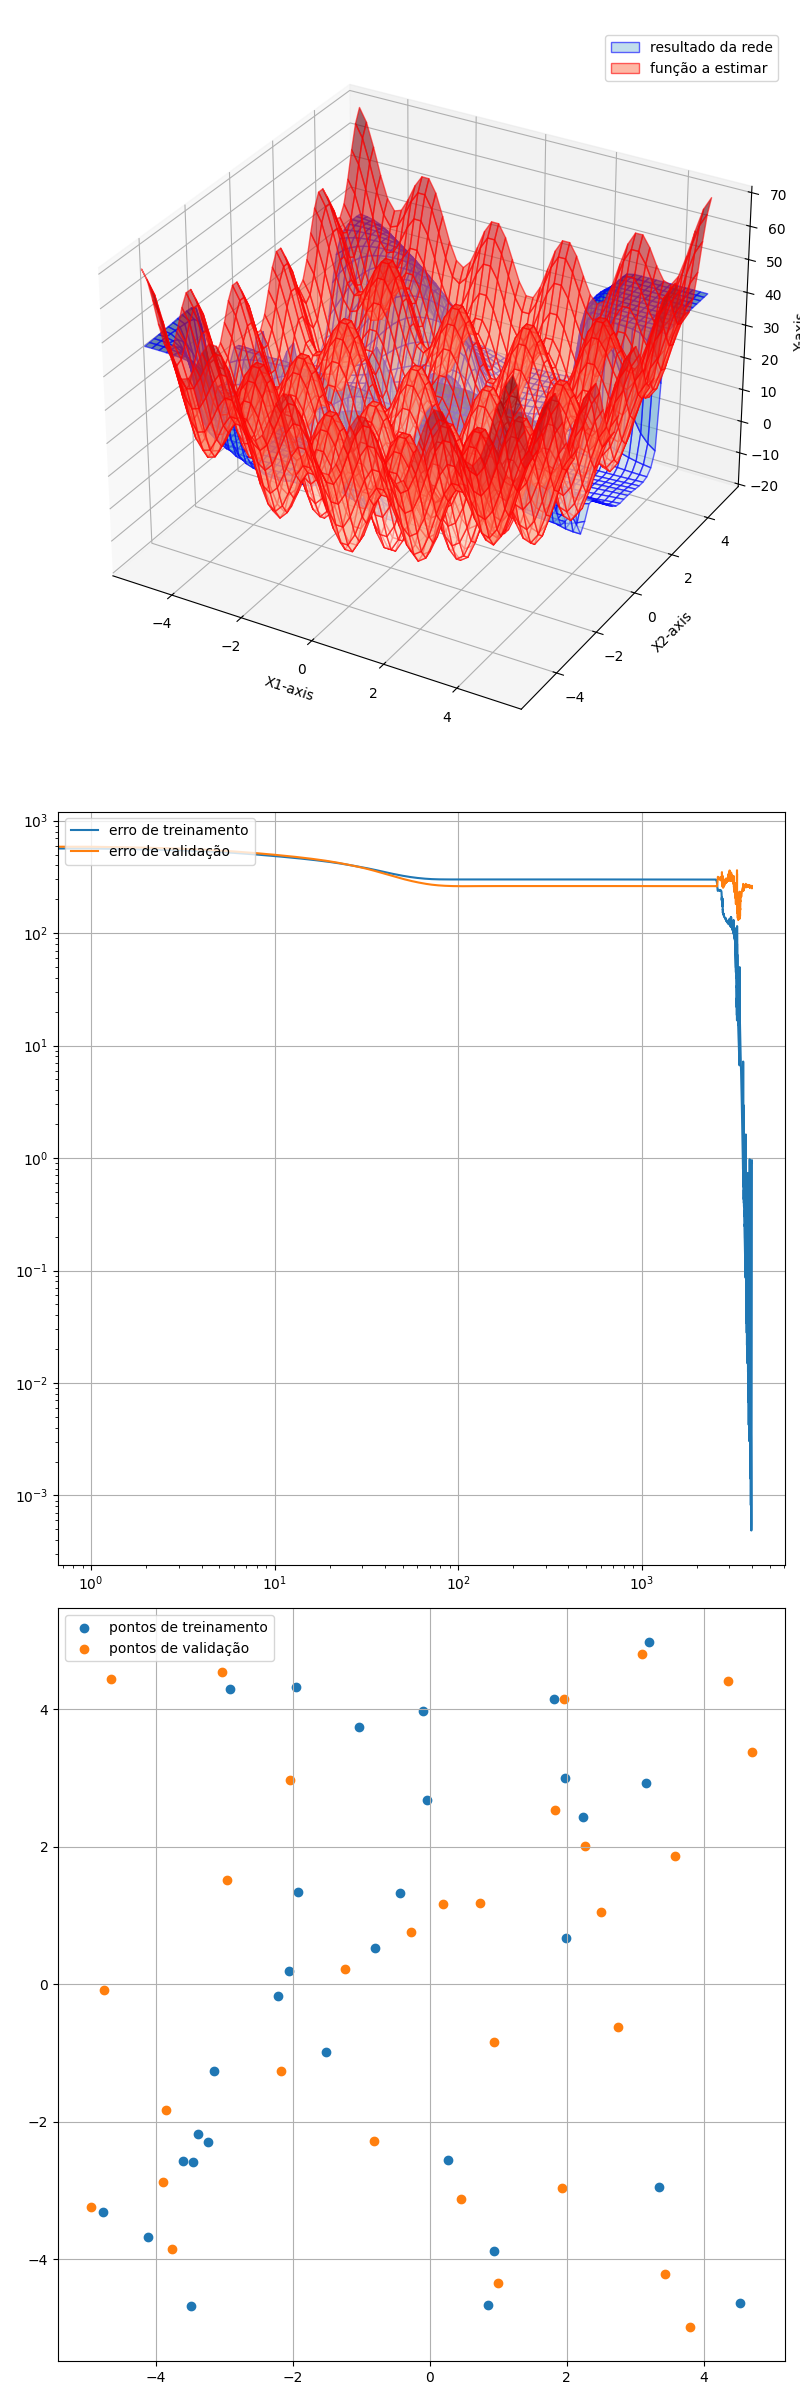 resultado da rede
função a estimar
70
60
50
40
30
20
10
0
−10
−20
Y-axis
−4
−2
0
2
4
X1-axis
−4
−2
0
2
4
X2-axis
erro de treinamento
erro de validação
10³
10²
10¹
10⁰
10⁻¹
10⁻²
10⁻³
10⁰ 10¹ 10² 10³
pontos de treinamento
pontos de validação
4
2
0
−2
−4
−4 −2 0 2 4